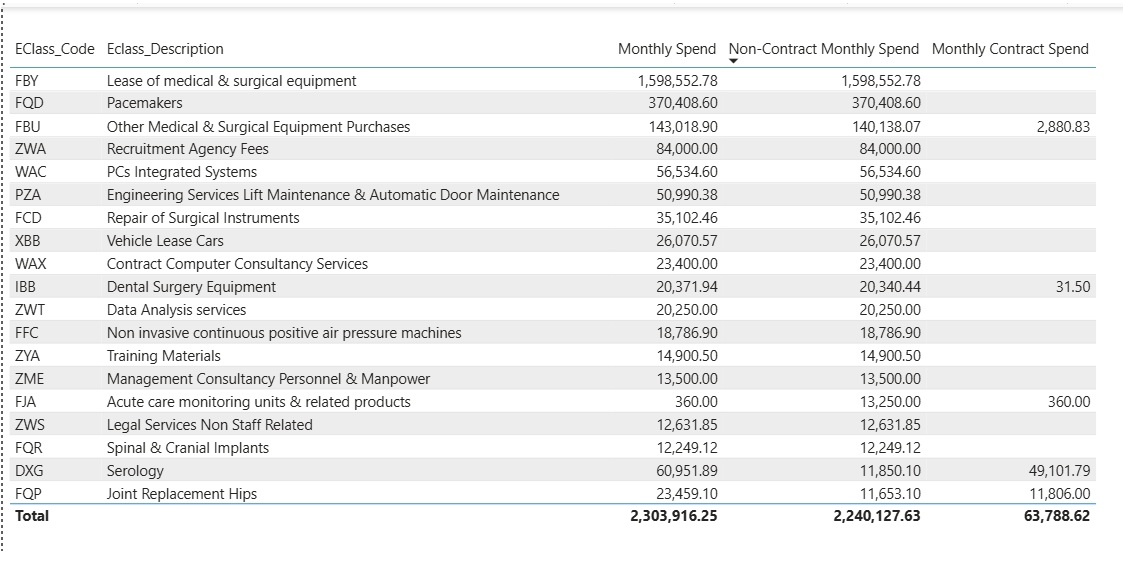 EClass_Code Eclass_Description Monthly Spend Non-Contract Monthly Spend Monthly Contract Spend
FBY Lease of medical & surgical equipment 1,598,552.78 1,598,552.78
FQD Pacemakers 370,408.60 370,408.60
FBU Other Medical & Surgical Equipment Purchases 143,018.90 140,138.07 2,880.83
ZWA Recruitment Agency Fees 84,000.00 84,000.00
WAC PCs Integrated Systems 56,534.60 56,534.60
PZA Engineering Services Lift Maintenance & Automatic Door Maintenance 50,990.38 50,990.38
FCD Repair of Surgical Instruments 35,102.46 35,102.46
XBB Vehicle Lease Cars 26,070.57 26,070.57
WAX Contract Computer Consultancy Services 23,400.00 23,400.00
IBB Dental Surgery Equipment 20,371.94 20,340.44 31.50
ZWT Data Analysis services 20,250.00 20,250.00
FFC Non invasive continuous positive air pressure machines 18,786.90 18,786.90
ZYA Training Materials 14,900.50 14,900.50
ZME Management Consultancy Personnel & Manpower 13,500.00 13,500.00
FJA Acute care monitoring units & related products 360.00 13,250.00 360.00
ZWS Legal Services Non Staff Related 12,631.85 12,631.85
FQR Spinal & Cranial Implants 12,249.12 12,249.12
DXG Serology 60,951.89 11,850.10 49,101.79
FQP Joint Replacement Hips 23,459.10 11,653.10 11,806.00
Total 2,303,916.25 2,240,127.63 63,788.62